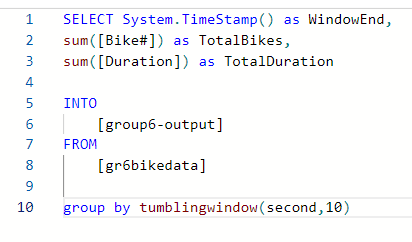 1 SELECT System.TimeStamp() as WindowEnd,
2 sum([Bike#]) as TotalBikes,
3 sum([Duration]) as TotalDuration
4
5 INTO
6 [group6-output]
7 FROM
8 [gr6bikedata]
9
10 group by tumblingwindow(second,10)